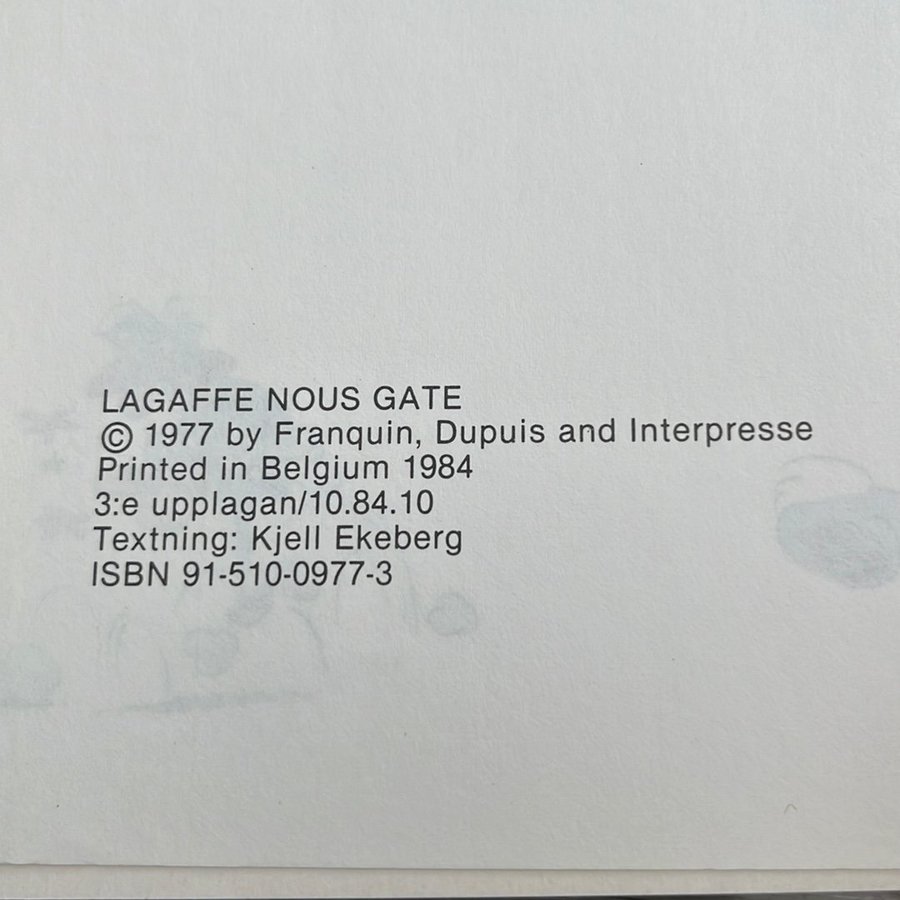 LAGAFFE NOUS GATE
© 1977 by Franquin, Dupuis and Interpresse
Printed in Belgium 1984
3:e upplagan/10.84.10
Textning: Kjell Ekeberg
ISBN 91-510-0977-3